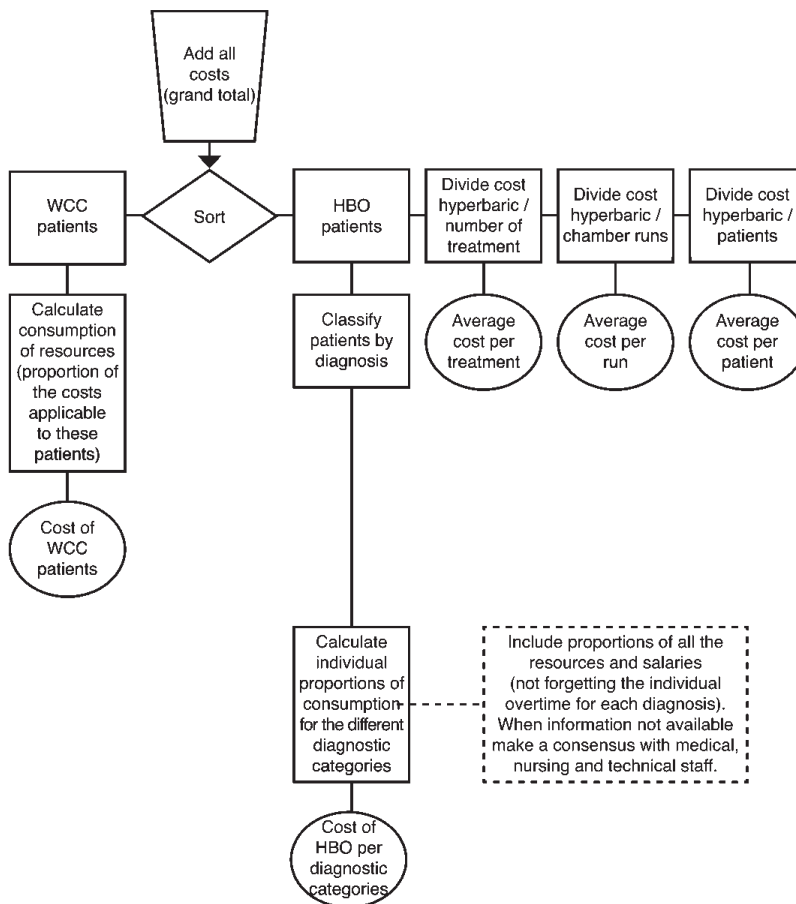 Add all
costs
(grand total)
WCC
patients
Sort
HBO
patients
Divide cost
hyperbaric /
number of
treatment
Divide cost
hyperbaric /
chamber runs
Divide cost
hyperbaric /
patients
Calculate
consumption
of resources
(proportion of
the costs
applicable
to these
patients)
Classify
patients by
diagnosis
Average
cost per
treatment
Average
cost per
run
Average
cost per
patient
Cost of
WCC
patients
Calculate
individual
proportions of
consumption
for the different
diagnostic
categories
Include proportions of all the
resources and salaries
(not forgetting the individual
overtime for each diagnosis).
When information not available
make a consensus with medical,
nursing and technical staff.
Cost of
HBO per
diagnostic
categories